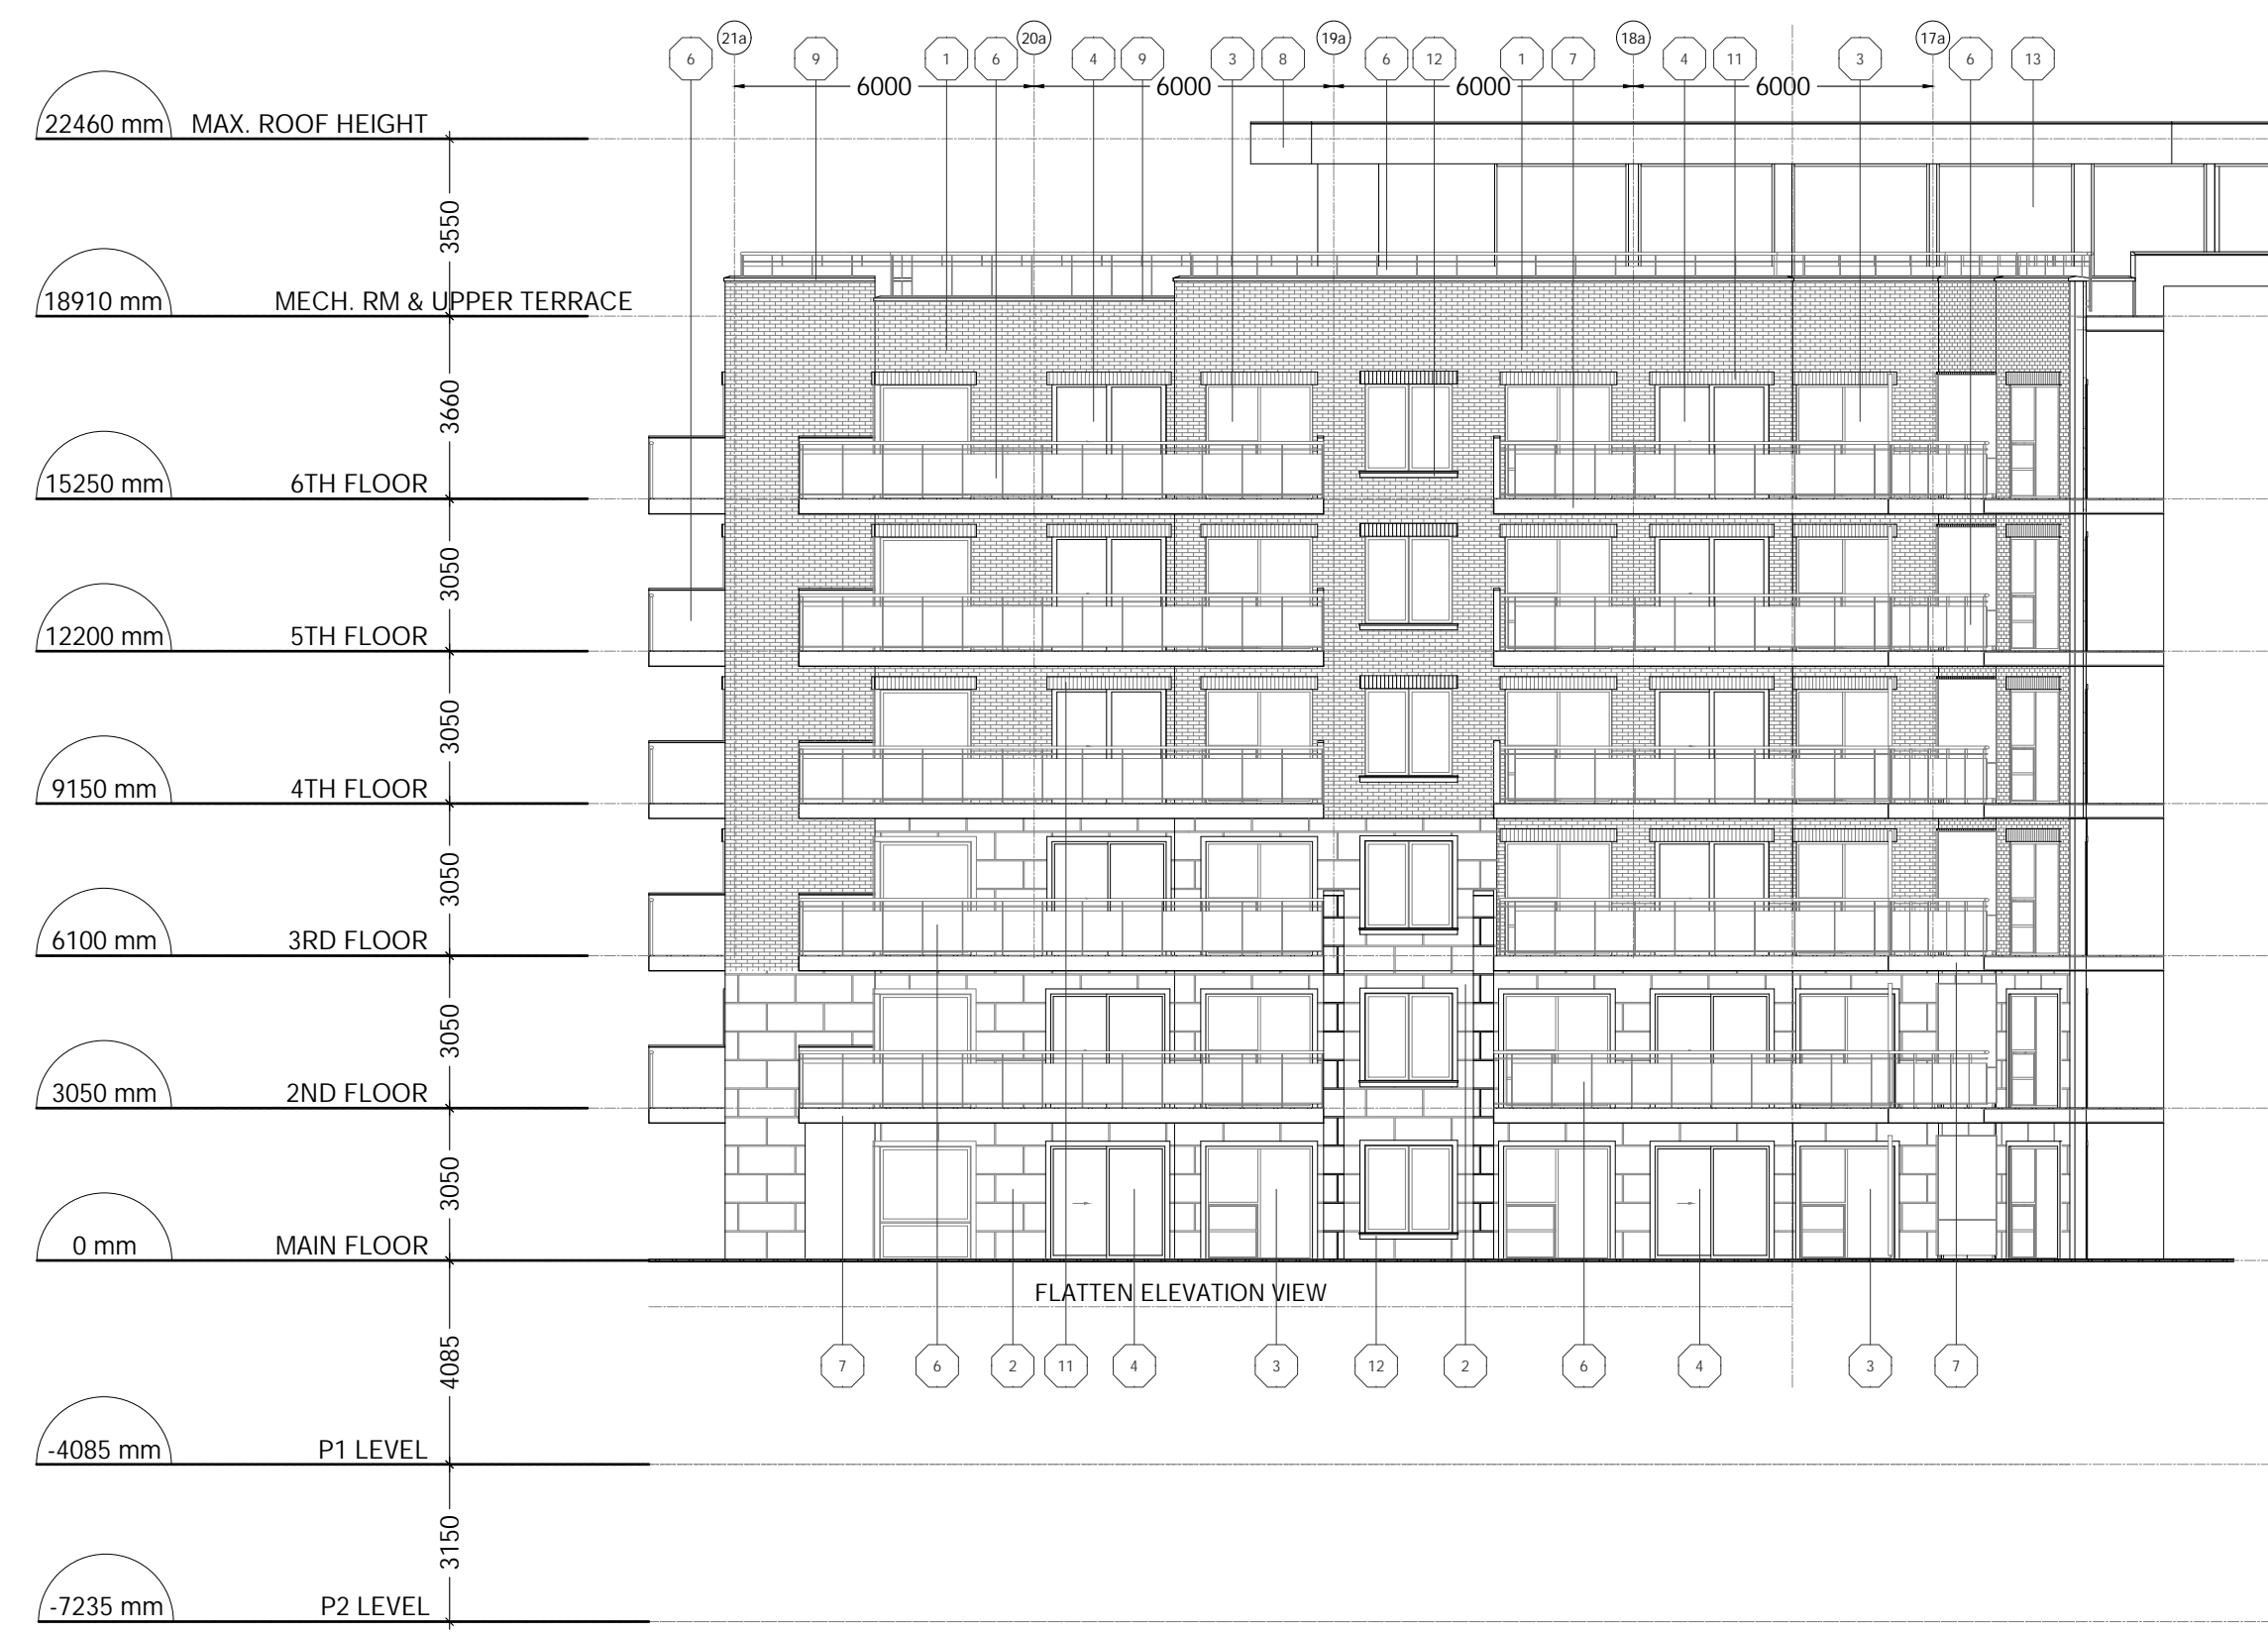 21a 20a 19a 18a 17a
6 9 1 6 4 9 3 8 6 12 1 7 4 11 3 6 13
6000 6000 6000 6000
22460 mm MAX. ROOF HEIGHT
3550
18910 mm MECH. RM & UPPER TERRACE
3660
15250 mm 6TH FLOOR
3050
12200 mm 5TH FLOOR
3050
9150 mm 4TH FLOOR
3050
6100 mm 3RD FLOOR
3050
3050 mm 2ND FLOOR
3050
0 mm MAIN FLOOR
FLATTEN ELEVATION VIEW
4085
7 6 2 11 4 3 12 2 6 4 3 7
-4085 mm P1 LEVEL
3150
-7235 mm P2 LEVEL